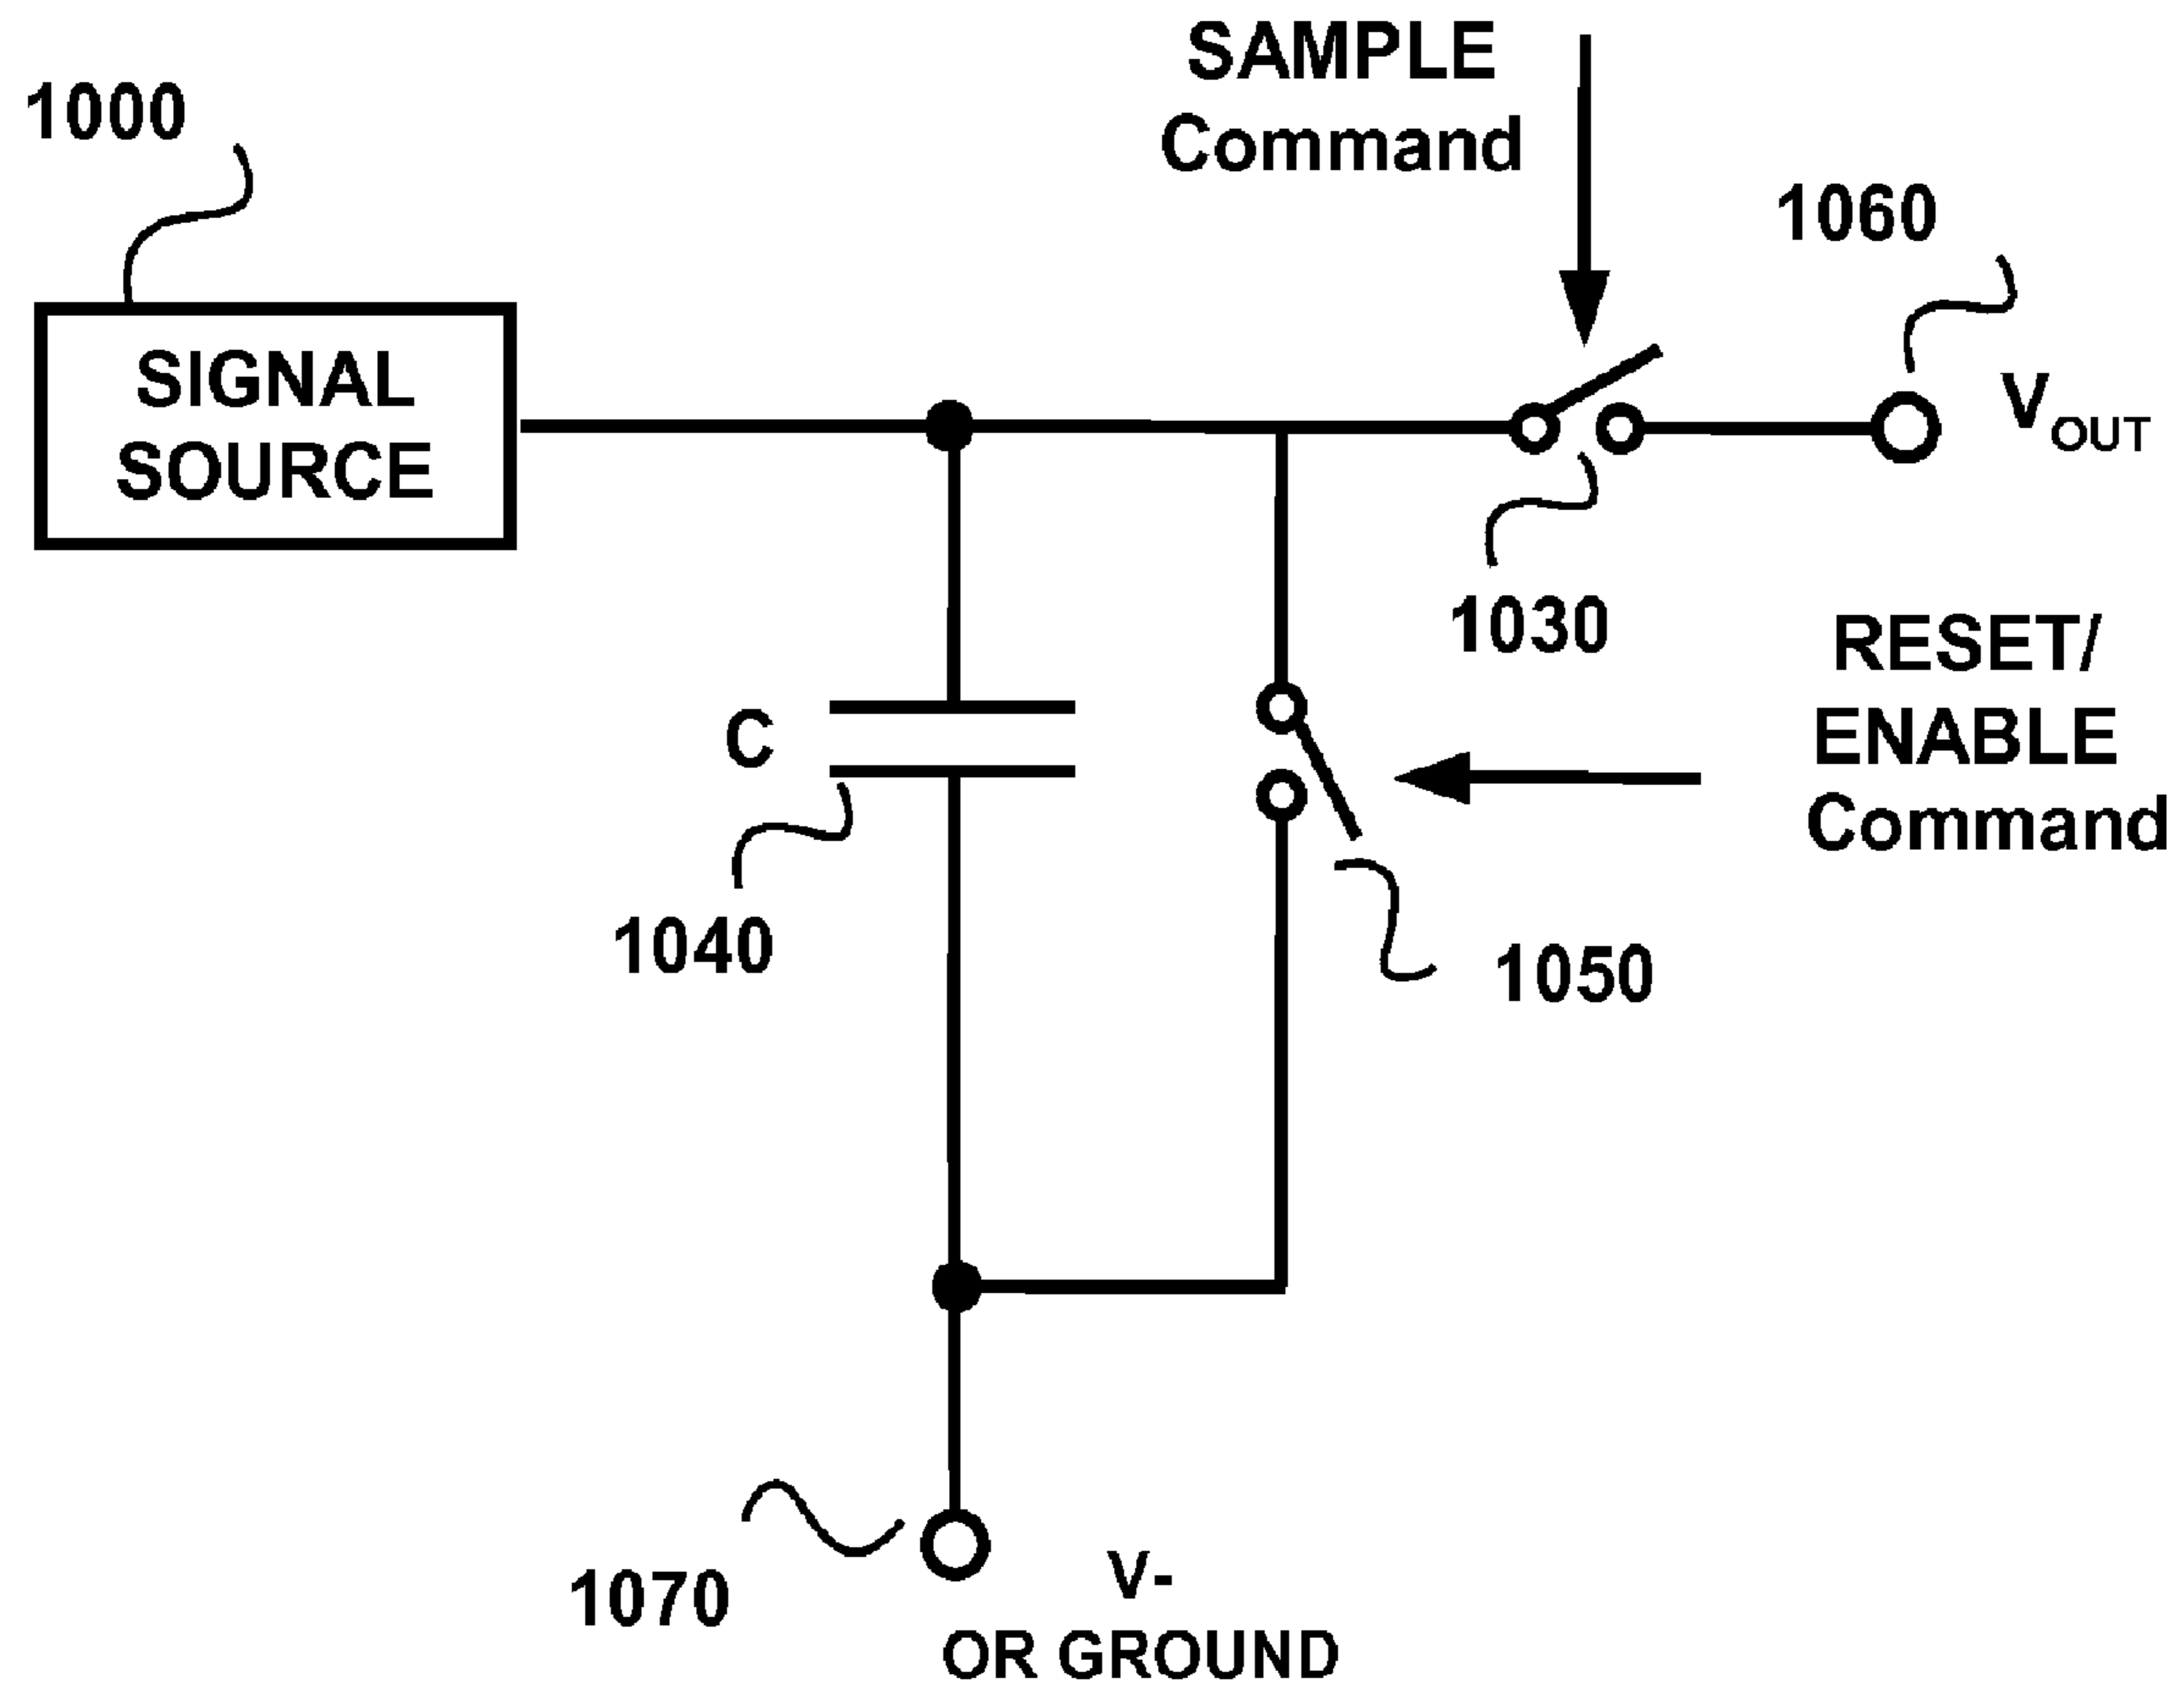 SAMPLE
Command
1000
1060
SIGNAL
SOURCE
VOUT
1030
RESET/
ENABLE
Command
C
1040
1050
1070
V-
OR GROUND